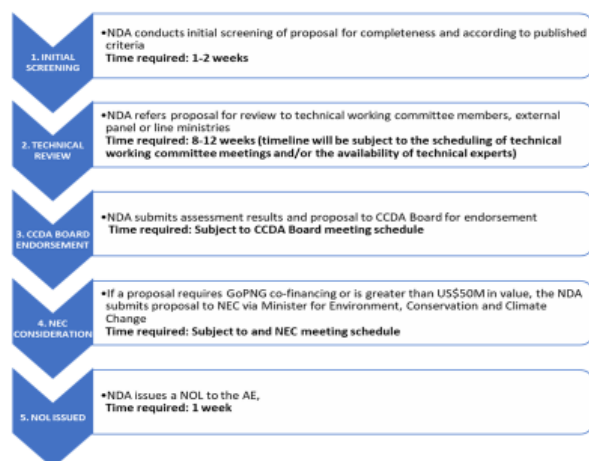 1. INITIAL
SCREENING
•NDA conducts initial screening of proposal for completeness and according to published
criteria
Time required: 1-2 weeks
2. TECHNICAL
REVIEW
•NDA refers proposal for review to technical working committee members, external
panel or line ministries
Time required: 8-12 weeks (timeline will be subject to the scheduling of technical
working committee meetings and/or the availability of technical experts)
3. CCDA BOARD
ENDORSEMENT
•NDA submits assessment results and proposal to CCDA Board for endorsement
Time required: Subject to CCDA Board meeting schedule
4. NEC
CONSIDERATION
•If a proposal requires GoPNG co-financing or is greater than US$50M in value, the NDA
submits proposal to NEC via Minister for Environment, Conservation and Climate
Change
Time required: Subject to and NEC meeting schedule
5. NOL ISSUED
•NDA issues a NOL to the AE,
Time required: 1 week